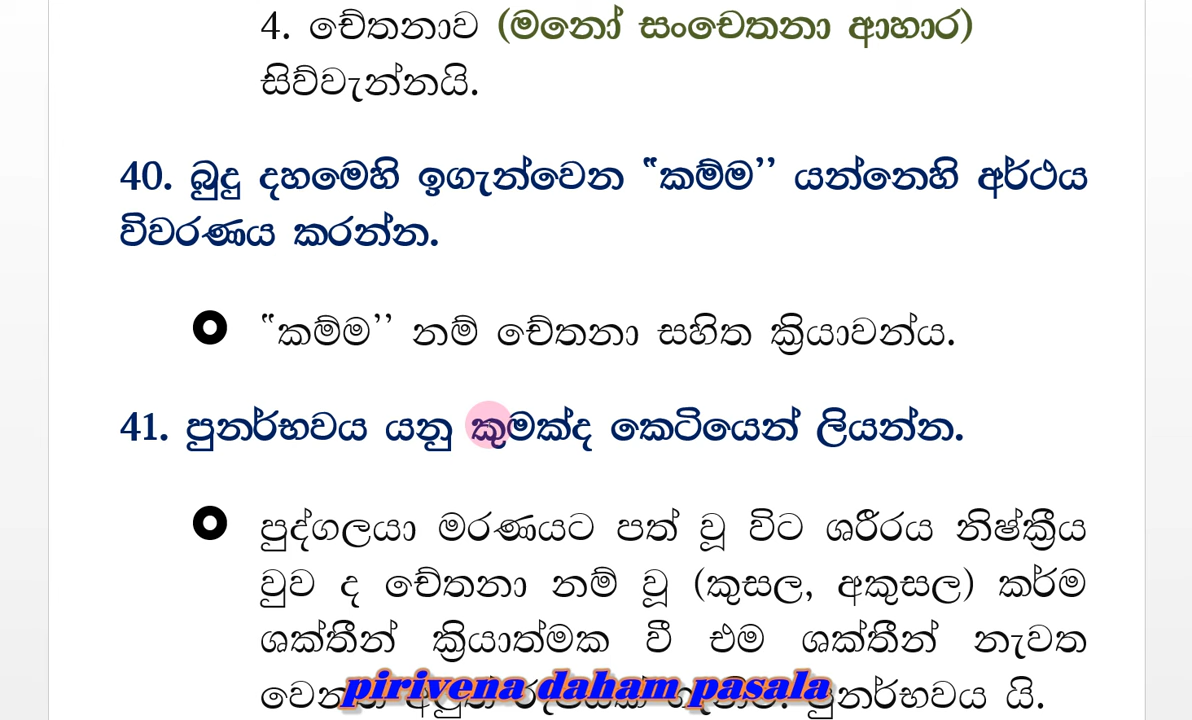 4. චේතනාව (මනෝ සංචේතනා ආහාර)
සිව්වැන්නයි.
40. බුදු දහමෙහි ඉගැන්වෙන “කම්ම’’ යන්නෙහි අර්ථය
විවරණය කරන්න.
“කම්ම’’ නම් චේතනා සහිත ක්‍රියාවන්ය.
41. පුනර්භවය යනු කුමක්ද කෙටියෙන් ලියන්න.
පුද්ගලයා මරණයට පත් වූ විට ශරීරය නිෂ්ක්‍රීය
වුව ද චේතනා නම් වූ (කුසල, අකුසල) කර්ම
ශක්තීන් ක්‍රියාත්මක වී එම ශක්තීන් නැවත
පුනර්භවය යි.
pirivena daham pasala